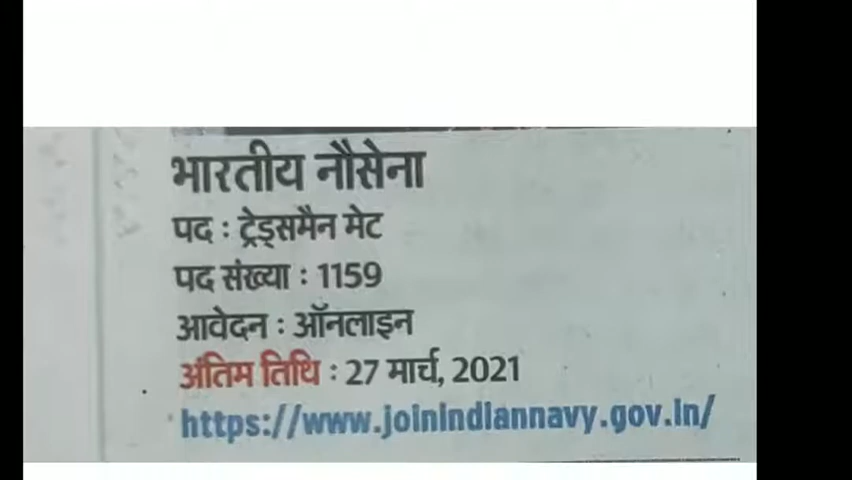 भारतीय नौसेना
पद : ट्रेड्समैन मेट
पद संख्या : 1159
आवेदन : ऑनलाइन
अंतिम तिथि : 27 मार्च, 2021
https://www.joinindiannavy.gov.in/